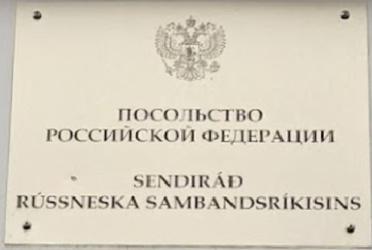 ПОСОЛЬСТВО
РОССИЙСКОЙ ФЕДЕРАЦИИ
SENDIRÁÐ
RÚSSNESKA SAMBANDSRÍKISINS